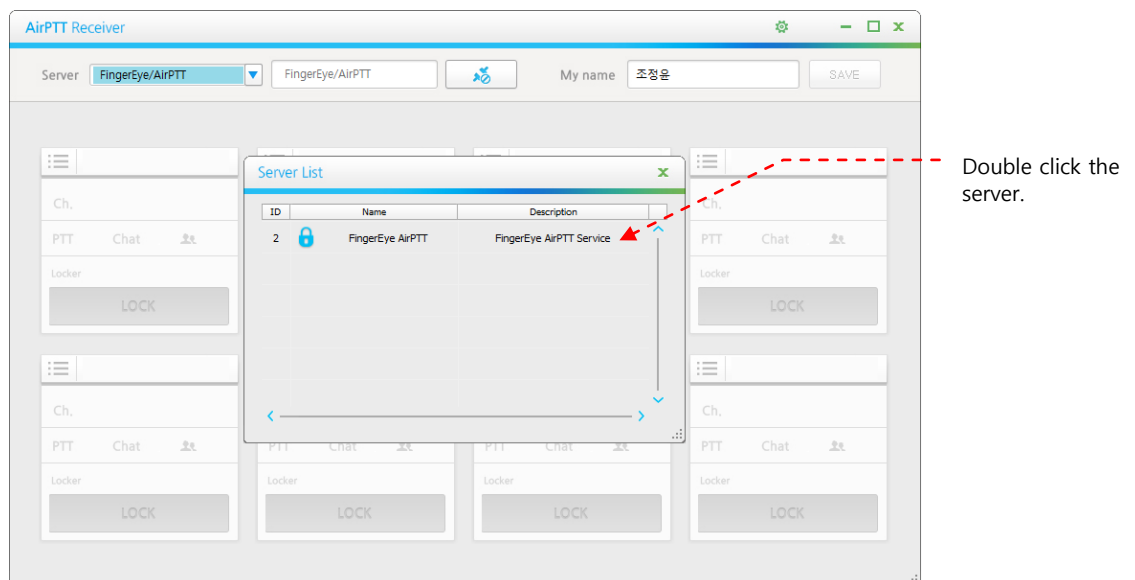 AirPTT Receiver
Server FingerEye/AirPTT FingerEye/AirPTT My name 조정윤 SAVE
Server List
ID Name Description
2 FingerEye AirPTT FingerEye AirPTT Service
Double click the
server.
Ch.
PTT Chat
Locker
LOCK
Ch.
PTT Chat
Locker
LOCK
Ch.
PTT Chat
Locker
LOCK
PTT Chat
Locker
LOCK
PTT Chat
Locker
LOCK
Ch.
PTT Chat
Locker
LOCK